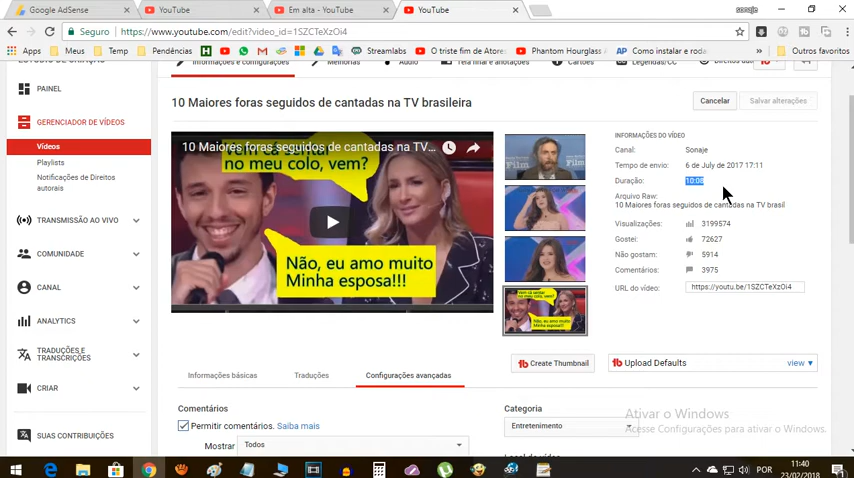 Google AdSense
YouTube
Em alta - YouTube
YouTube
sonaje
Seguro
https://www.youtube.com/edit?video_id=1SZCTeXzOi4
Apps
Meus
Temp
Pendências
Streamlabs
O triste fim de Atores
Phantom Hourglass
AP Como instalar e roda
Outros favoritos
Informações e configurações
Melhorias
Áudio
Tela final e anotações
Cartões
Legendas/CC
PAINEL
GERENCIADOR DE VÍDEOS
Vídeos
Playlists
Notificações de Direitos
autorais
TRANSMISSÃO AO VIVO
COMUNIDADE
CANAL
ANALYTICS
TRADUÇÕES E
TRANSCRIÇÕES
CRIAR
SUAS CONTRIBUIÇÕES
10 Maiores foras seguidos de cantadas na TV brasileira
Cancelar
Salvar alterações
10 Maiores foras seguidos de cantadas na TV...
no meu colo, vem?
Não, eu amo muito
Minha esposa!!!
INFORMAÇÕES DO VÍDEO
Canal: Sonaje
Tempo de envio: 6 de July de 2017 17:11
Duração: 10:08
Arquivo Raw:
10 Maiores foras seguidos de cantadas na TV brasil
Visualizações: 3199574
Gostei: 72627
Não gostam: 5914
Comentários: 3975
URL do vídeo: https://youtu.be/1SZCTeXzOi4
Create Thumbnail
Upload Defaults
view ▼
Informações básicas
Traduções
Configurações avançadas
Comentários
Permitir comentários. Saiba mais
Mostrar Todos
Categoria
Entretenimento
Ativar o Windows
Acesse Configurações para ativar o Windows.
POR
11:40
23/02/2018